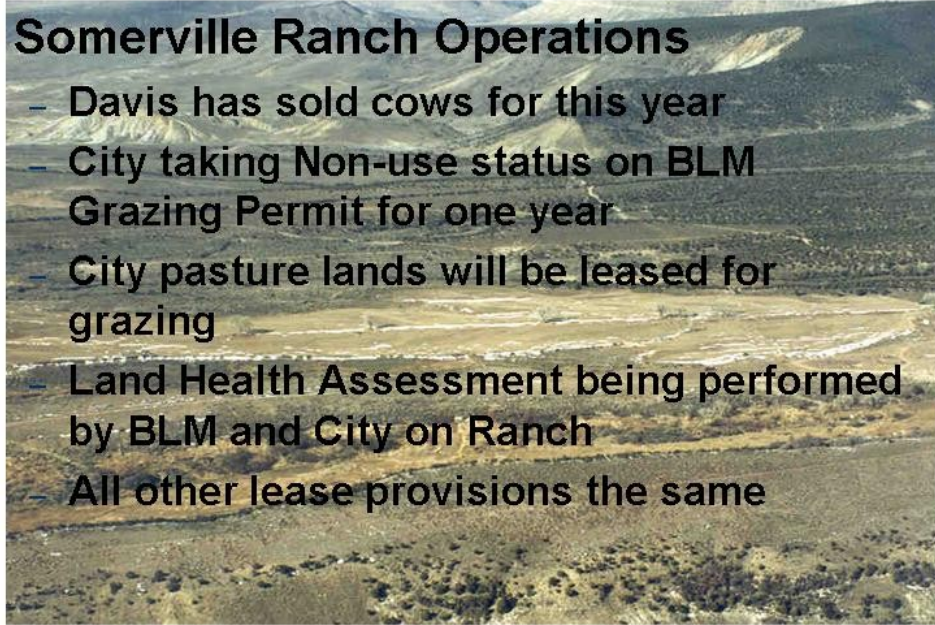 Somerville Ranch Operations
– Davis has sold cows for this year
– City taking Non-use status on BLM
Grazing Permit for one year
– City pasture lands will be leased for
grazing
– Land Health Assessment being performed
by BLM and City on Ranch
– All other lease provisions the same